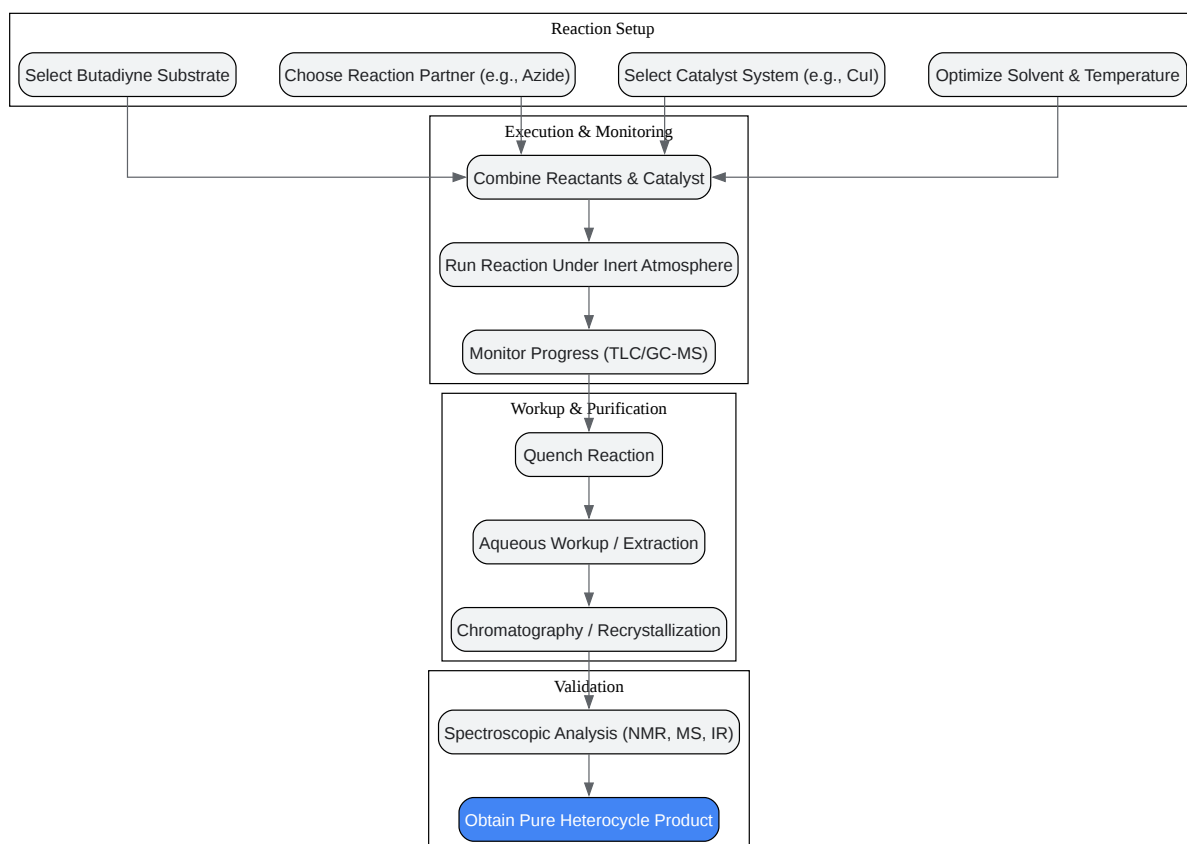 Reaction Setup
Select Butadiyne Substrate
Choose Reaction Partner (e.g., Azide)
Select Catalyst System (e.g., CuI)
Optimize Solvent & Temperature
Execution & Monitoring
Combine Reactants & Catalyst
Run Reaction Under Inert Atmosphere
Monitor Progress (TLC/GC-MS)
Workup & Purification
Quench Reaction
Aqueous Workup / Extraction
Chromatography / Recrystallization
Validation
Spectroscopic Analysis (NMR, MS, IR)
Obtain Pure Heterocycle Product